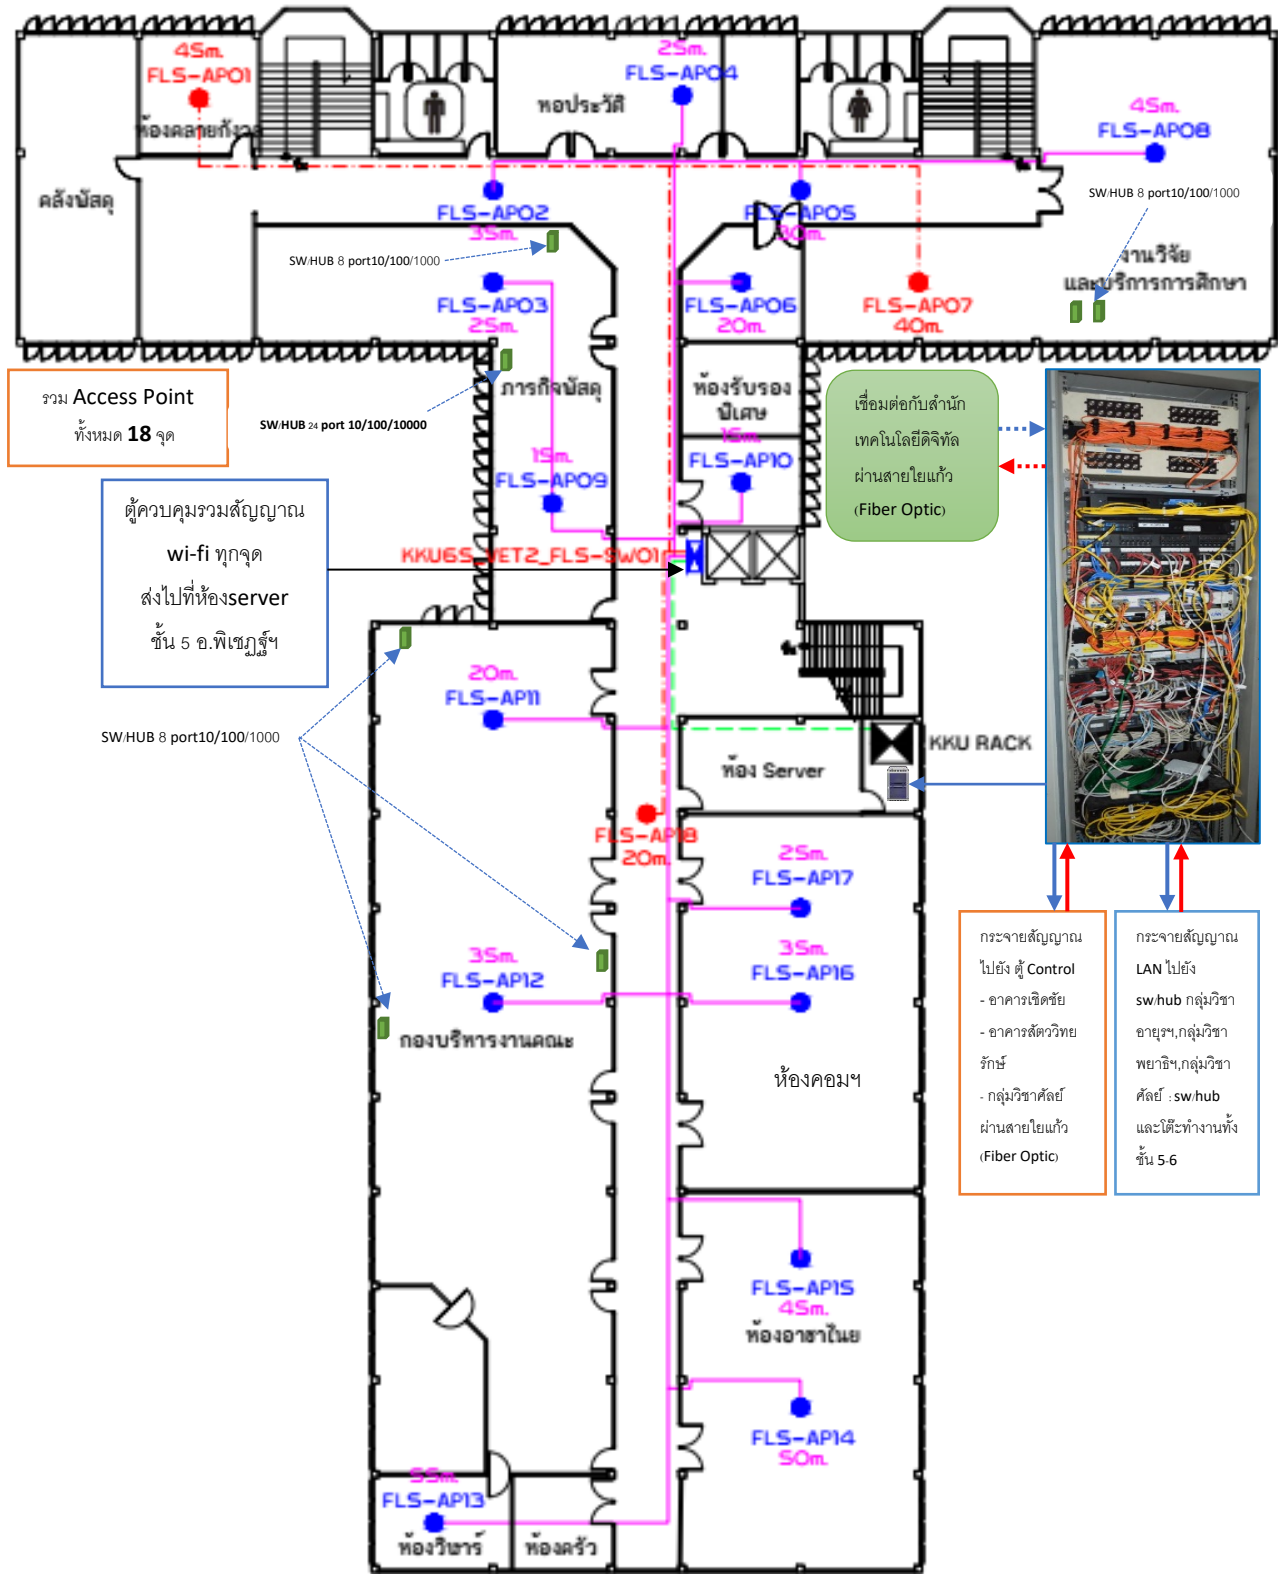 4Sm.
FLS-AP01
ห้องคลายกังวล
คลังพัสดุ
2Sm.
FLS-AP04
หอประวัติ
4Sm.
FLS-AP08
SW/HUB 8 port10/100/1000
FLS-AP02
3Sm.
SW/HUB 8 port10/100/1000
FLS-AP05
30m.
งานวิจัย
และบริการการศึกษา
FLS-AP03
2Sm.
FLS-AP06
20m.
FLS-AP07
40m.
รวม Access Point
ทั้งหมด 18 จุด
SW/HUB 24 port 10/100/10000
ภารกิจพัสดุ
ห้องรับรอง
พิเศษ
1Sm.
FLS-AP09
1Sm.
FLS-AP10
เชื่อมต่อกับสำนัก
เทคโนโลยีดิจิทัล
ผ่านสายใยแก้ว
(Fiber Optic)
ตู้ควบคุมรวมสัญญาณ
wi-fi ทุกจุด
ส่งไปที่ห้องserver
ชั้น 5 อ.พิเชฏฐ์ฯ
KKU6S_VET2_FLS-SW01
20m.
FLS-AP11
SW/HUB 8 port10/100/1000
ห้อง Server
KKU RACK
FLS-AP18
20m.
2Sm.
FLS-AP17
3Sm.
FLS-AP12
กองบริหารงานคณะ
3Sm.
FLS-AP16
ห้องคอมฯ
กระจายสัญญาณ
ไปยัง ตู้ Control
- อาคารเชิดชัย
- อาคารสัตววิทย
รักษ์
- กลุ่มวิชาศัลย์
ผ่านสายใยแก้ว
(Fiber Optic)
กระจายสัญญาณ
LAN ไปยัง
sw/hub กลุ่มวิชา
อายุรฯ,กลุ่มวิชา
พยาธิฯ,กลุ่มวิชา
ศัลย์ : sw/hub
และโต๊ะทำงานทั้ง
ชั้น 5-6
FLS-AP15
4Sm.
ห้องอาชาไนย
FLS-AP14
50m.
5Sm.
FLS-AP13
ห้องวิฬาร์
ห้องครัว